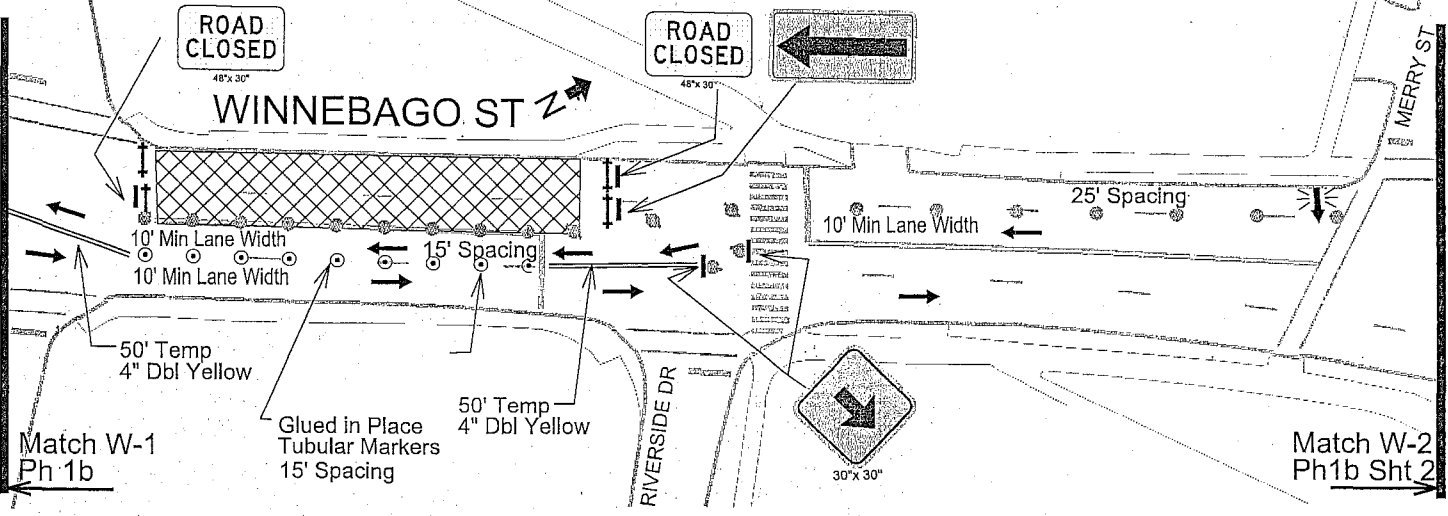 ROAD
CLOSED
48"x 30"
ROAD
CLOSED
48"x 30"
WINNEBAGO ST
N
MERRY ST
25' Spacing
10' Min Lane Width
10' Min Lane Width
15' Spacing
10' Min Lane Width
50' Temp
4" Dbl Yellow
Glued in Place
Tubular Markers
15' Spacing
50' Temp
4" Dbl Yellow
RIVERSIDE DR
30"x 30"
Match W-1
Ph 1b
Match W-2
Ph1b Sht 2